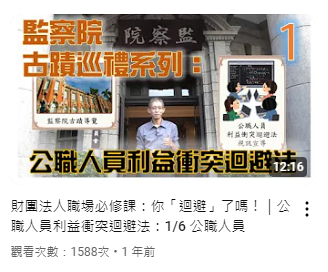 監察院
古蹟巡禮系列：
1
監察院
監察院古蹟導覽
公職人員
利益衝突迴避法
視訊宣導
公職人員利益衝突迴避法
12:16
財團法人職場必修課：你「迴避」了嗎！│公
職人員利益衝突迴避法：1/6 公職人員
觀看次數：1588次・1 年前